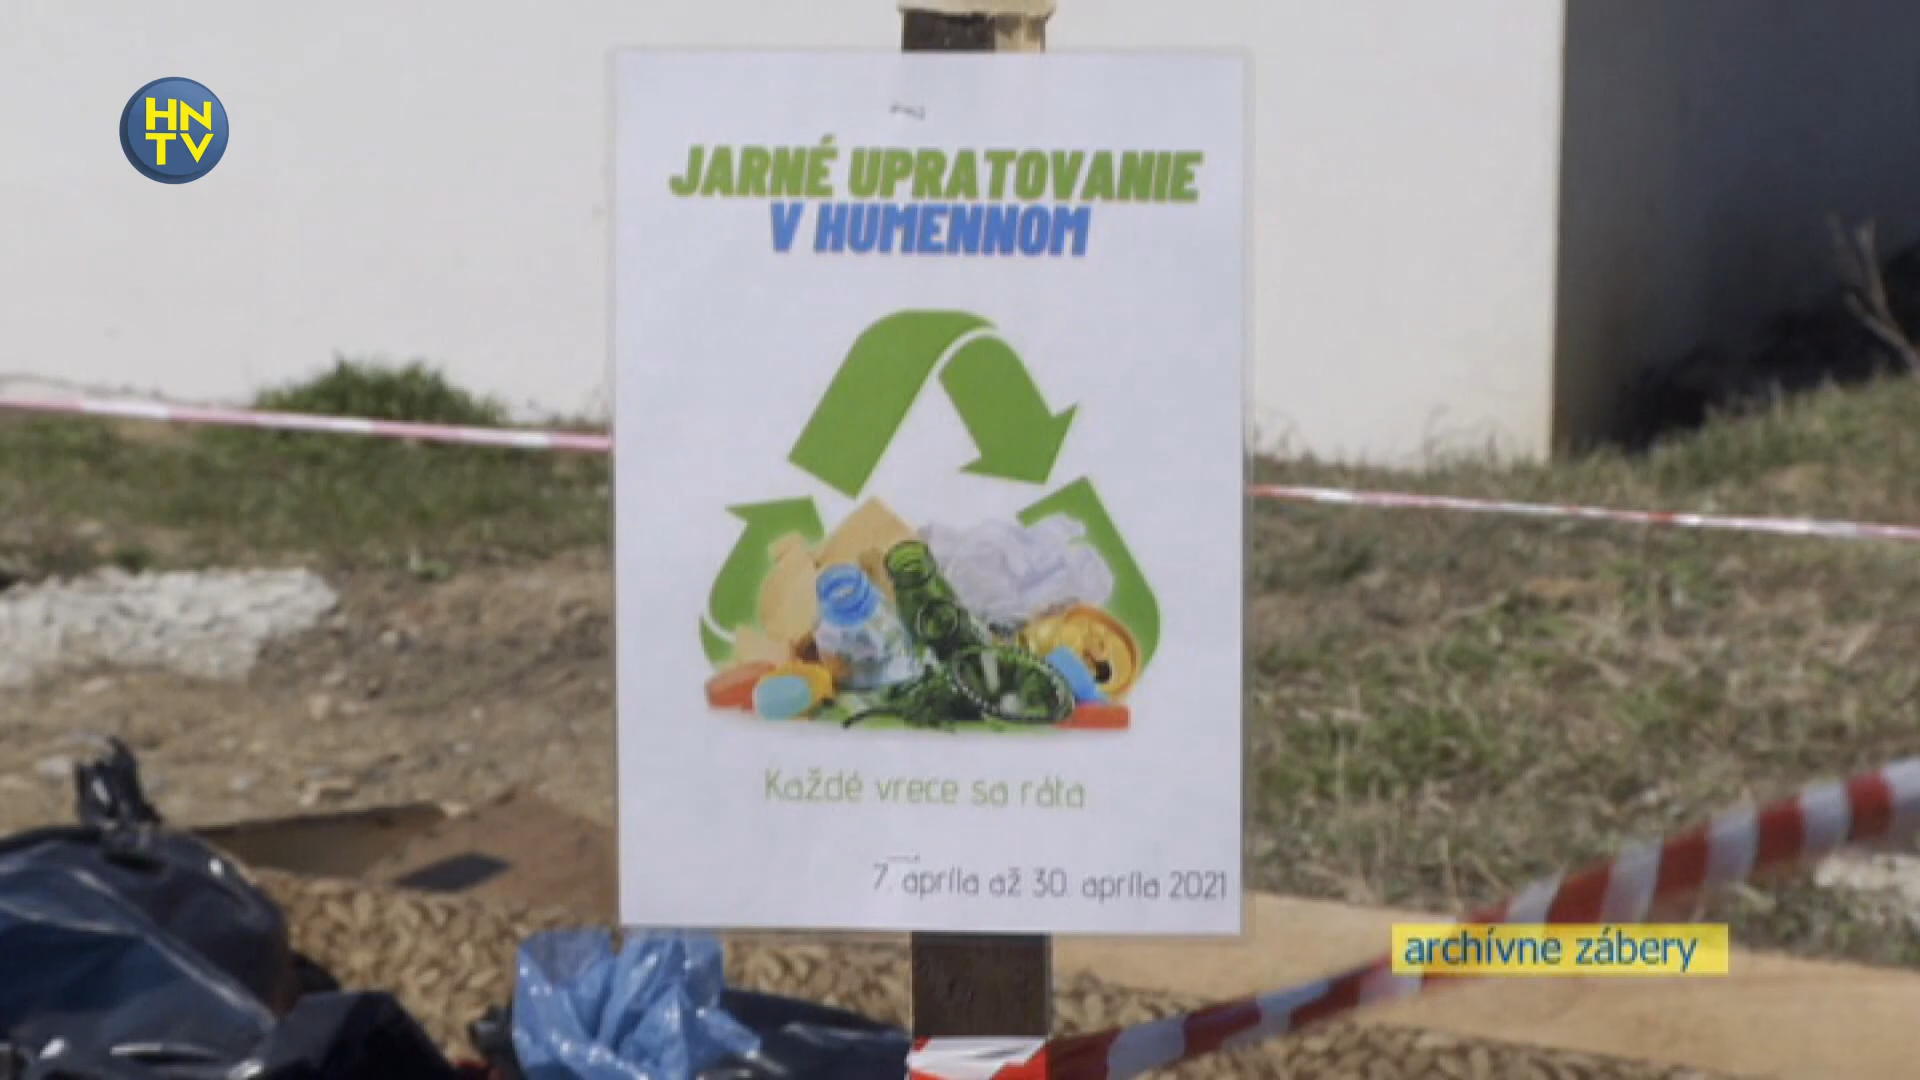 HN
TV
JARNÉ UPRATOVANIE
V HUMENNOM
Každé vrece sa ráta
7. apríla až 30. apríla 2021
archívne zábery